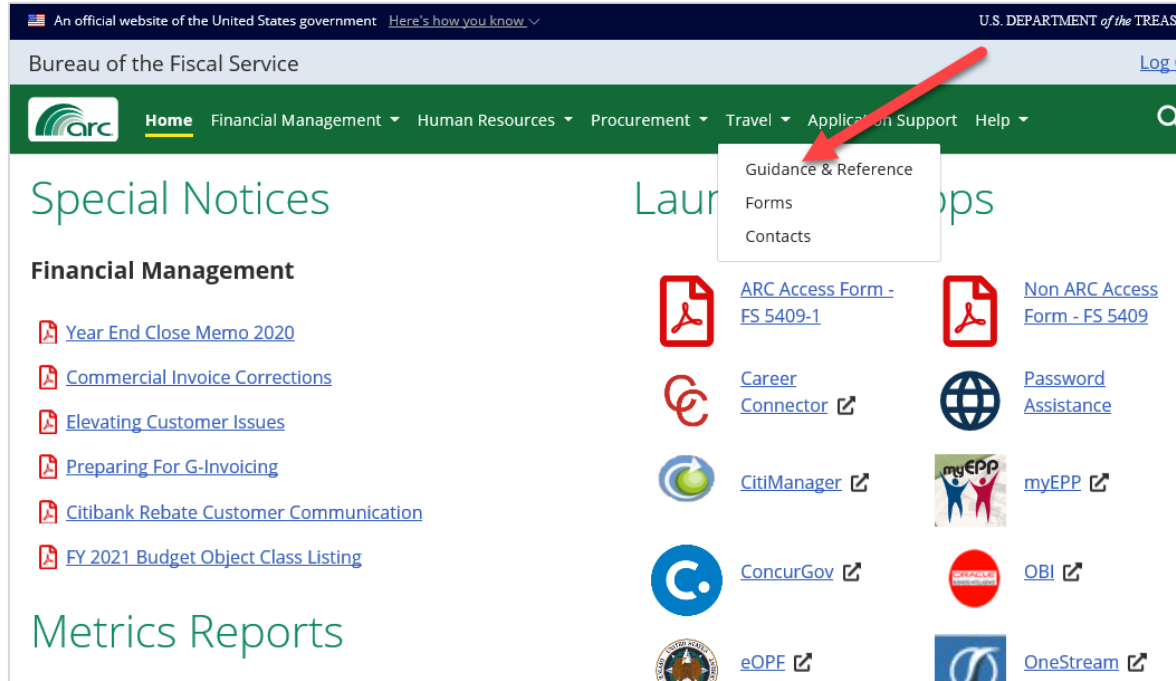 An official website of the United States government Here's how you know
U.S. DEPARTMENT of the
Bureau of the Fiscal Service
Log
arc
Home Financial Management Human Resources Procurement Travel Application Support Help
Guidance & Reference
Forms
Contacts
Special Notices
Financial Management
Year End Close Memo 2020
Commercial Invoice Corrections
Elevating Customer Issues
Preparing For G-Invoicing
Citibank Rebate Customer Communication
FY 2021 Budget Object Class Listing
Metrics Reports
ARC Access Form -
FS 5409-1
Non ARC Access
Form - FS 5409
Career
Connector
Password
Assistance
CitiManager
myEPP
myEPP
ConcurGov
ORACLE
OBI
eOPF
OneStream